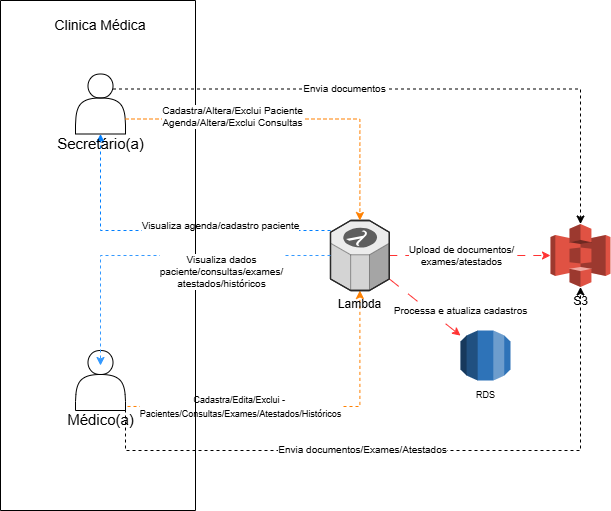 Clinica Médica
Envia documentos
Cadastra/Altera/Exclui Paciente
Agenda/Altera/Exclui Consultas
Secretário(a)
Visualiza agenda/cadastro paciente
Visualiza dados
paciente/consultas/exames/
atestados/históricos
Upload de documentos/
exames/atestados
Lambda
S3
Processa e atualiza cadastros
RDS
Cadastra/Edita/Exclui -
Pacientes/Consultas/Exames/Atestados/Históricos
Médico(a)
Envia documentos/Exames/Atestados